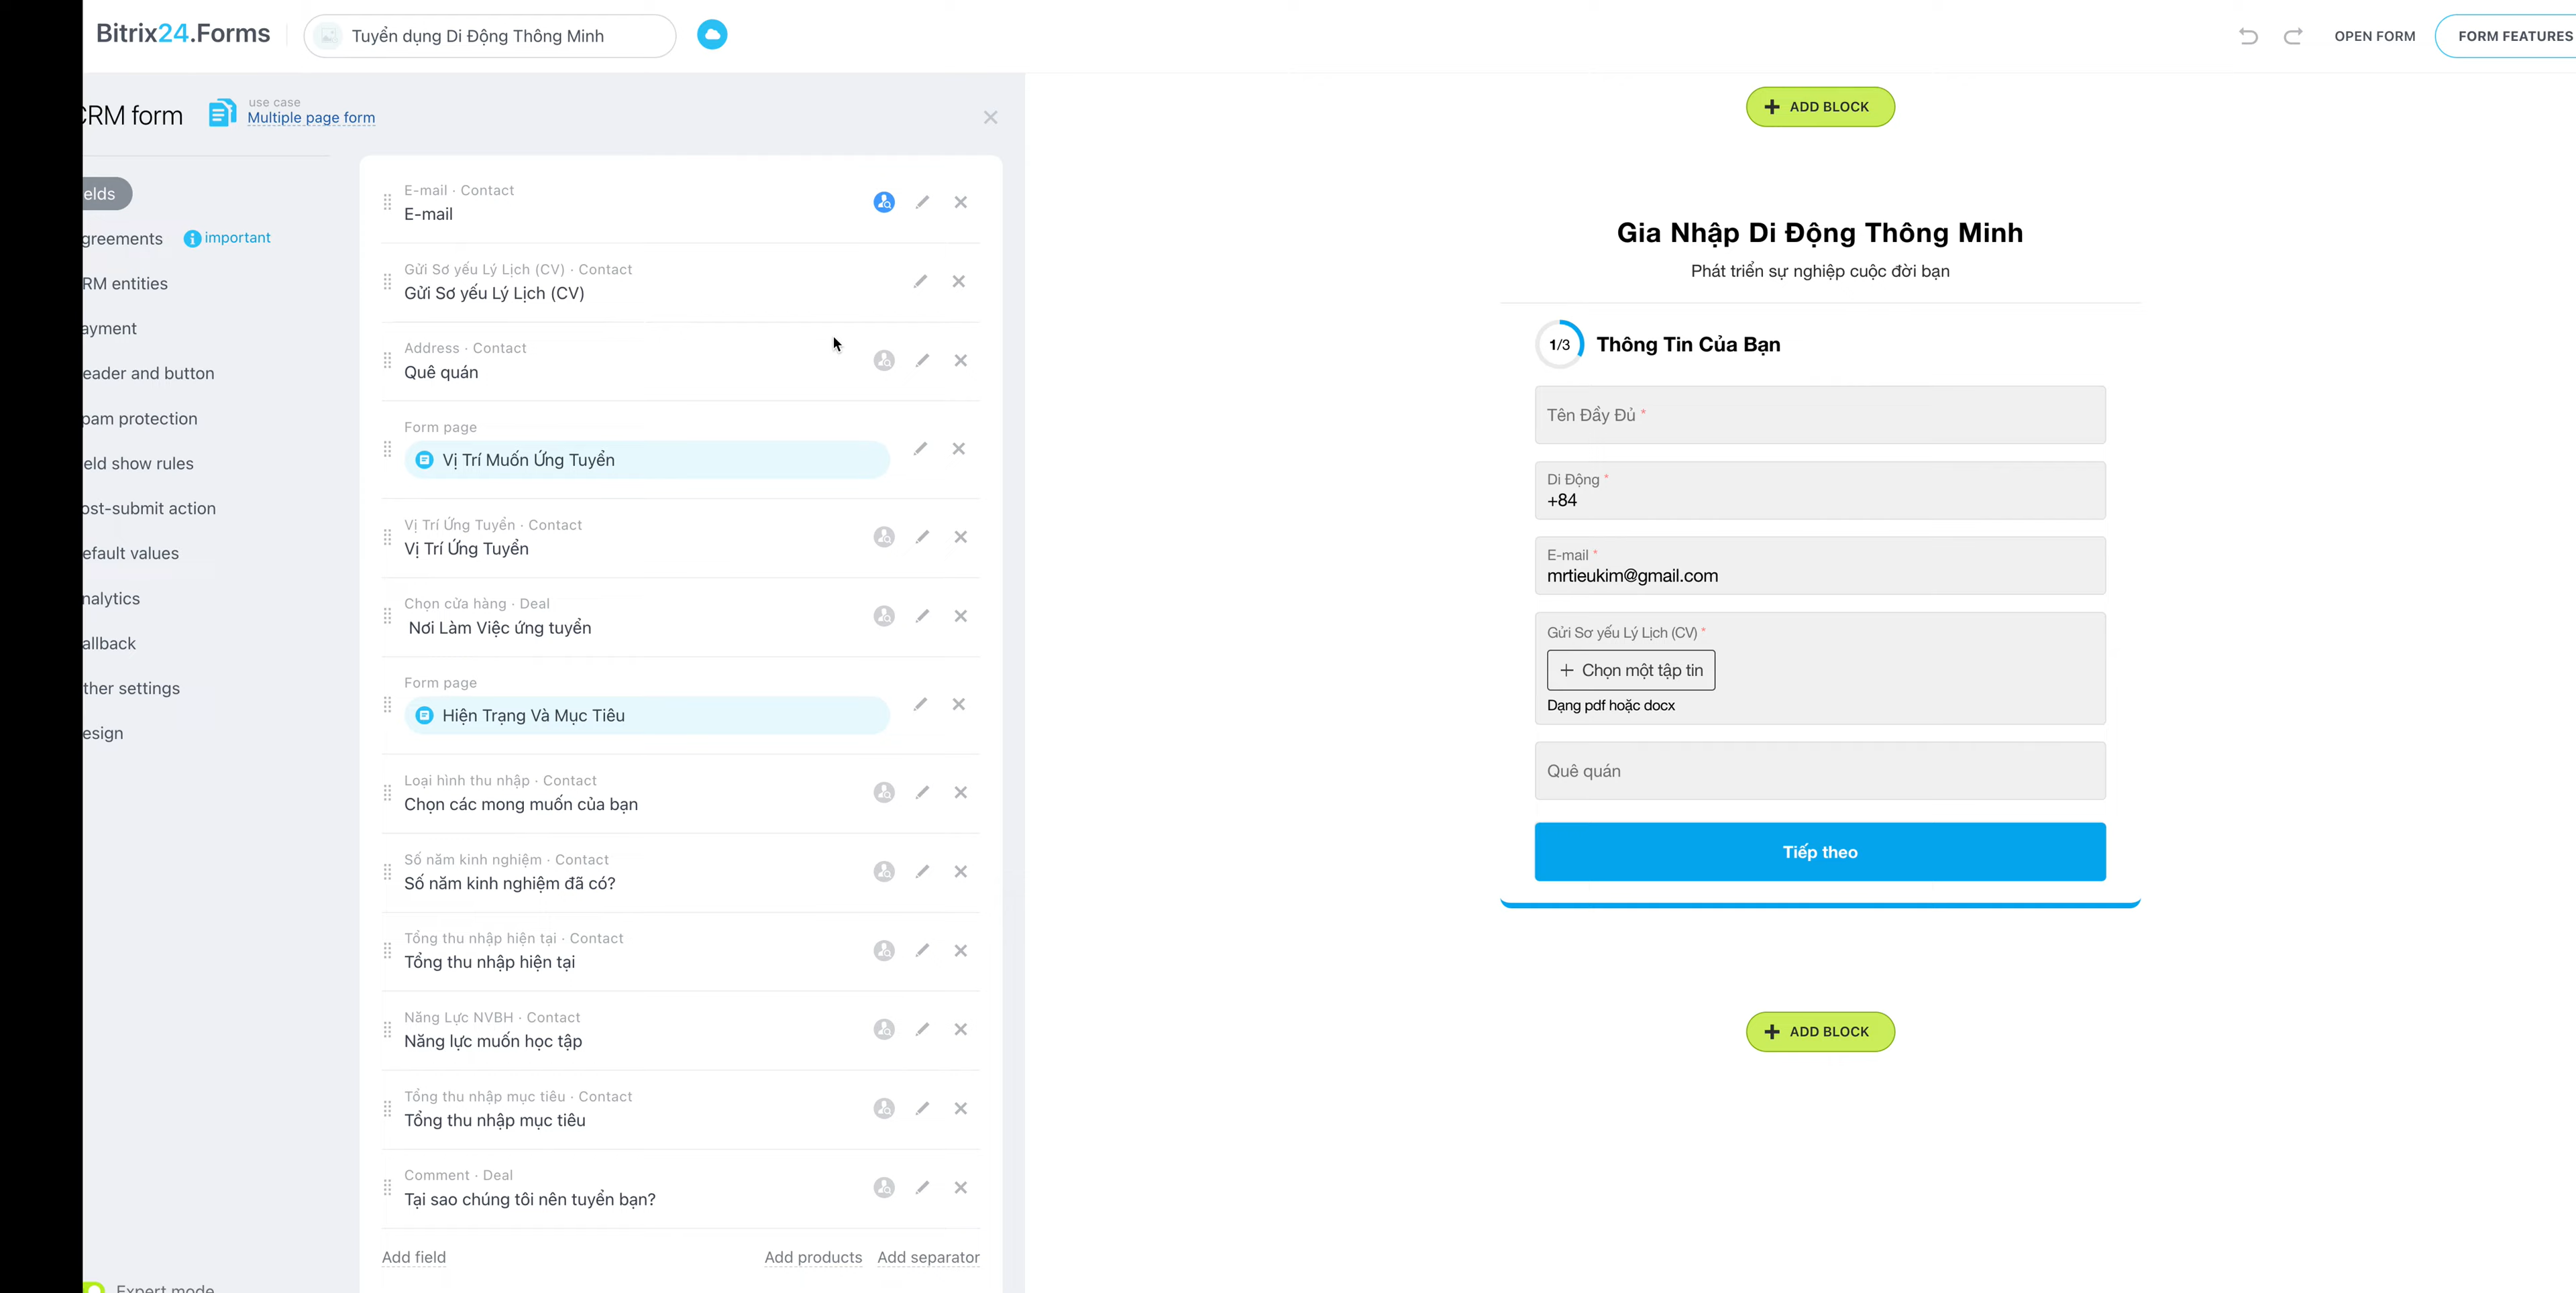 Bitrix24.Forms
Tuyển dụng Di Động Thông Minh
OPEN FORM
FORM FEATURES
CRM form
use case
Multiple page form
elds
greements
important
RM entities
ayment
eader and button
pam protection
eld show rules
ost-submit action
efault values
nalytics
allback
ther settings
esign
Expert mode
E-mail · Contact
E-mail
Gửi Sơ yếu Lý Lịch (CV) · Contact
Gửi Sơ yếu Lý Lịch (CV)
Address · Contact
Quê quán
Form page
Vị Trí Muốn Ứng Tuyển
Vị Trí Ứng Tuyển · Contact
Vị Trí Ứng Tuyển
Chọn cửa hàng · Deal
Nơi Làm Việc ứng tuyển
Form page
Hiện Trạng Và Mục Tiêu
Loại hình thu nhập · Contact
Chọn các mong muốn của bạn
Số năm kinh nghiệm · Contact
Số năm kinh nghiệm đã có?
Tổng thu nhập hiện tại · Contact
Tổng thu nhập hiện tại
Năng Lực NVBH · Contact
Năng lực muốn học tập
Tổng thu nhập mục tiêu · Contact
Tổng thu nhập mục tiêu
Comment · Deal
Tại sao chúng tôi nên tuyển bạn?
Add field
Add products
Add separator
ADD BLOCK
Gia Nhập Di Động Thông Minh
Phát triển sự nghiệp cuộc đời bạn
1/3
Thông Tin Của Bạn
Tên Đầy Đủ *
Di Động *
+84
E-mail *
mrtieukim@gmail.com
Gửi Sơ yếu Lý Lịch (CV) *
+ Chọn một tập tin
Dạng pdf hoặc docx
Quê quán
Tiếp theo
ADD BLOCK